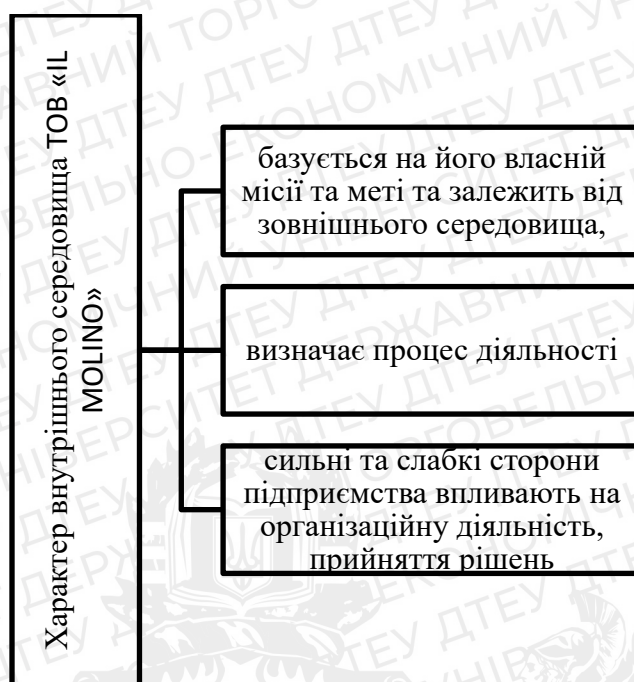 Характер внутрішнього середовища ТОВ «IL
MOLINO»
базується на його власній
місії та меті та залежить від
зовнішнього середовища,
визначає процес діяльності
сильні та слабкі сторони
підприємства впливають на
організаційну діяльність,
прийняття рішень